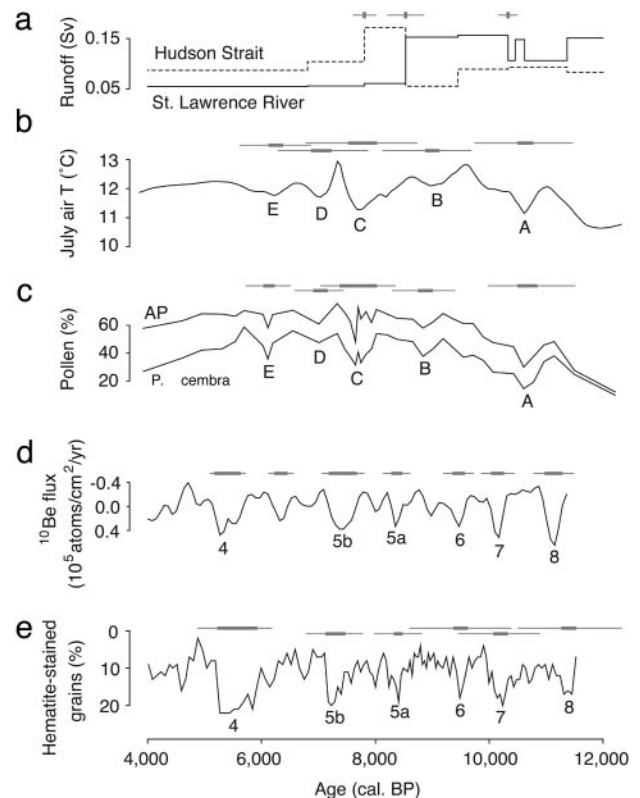 a
Runoff (Sv)
0.15
0.05
Hudson Strait
St. Lawrence River
b
July air T (˚C)
13
12
11
10
E
D
C
B
A
c
Pollen (%)
60
40
20
AP
P. cembra
E
D
C
B
A
d
¹⁰Be flux
(10⁵atoms/cm²/yr)
-0.4
0.0
0.4
4
5b
5a
6
7
8
e
Hematite-stained
grains (%)
0
10
20
4
5b
5a
6
7
8
4,000
6,000
8,000
10,000
12,000
Age (cal. BP)